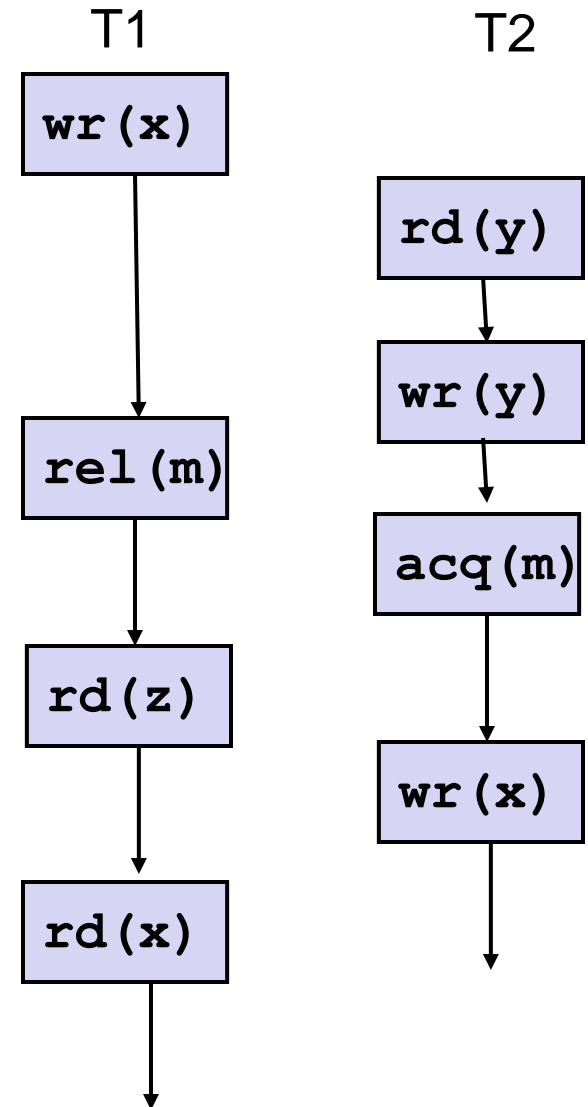 T1
T2
wr(x)
rd(y)
wr(y)
rel(m)
acq(m)
rd(z)
wr(x)
rd(x)